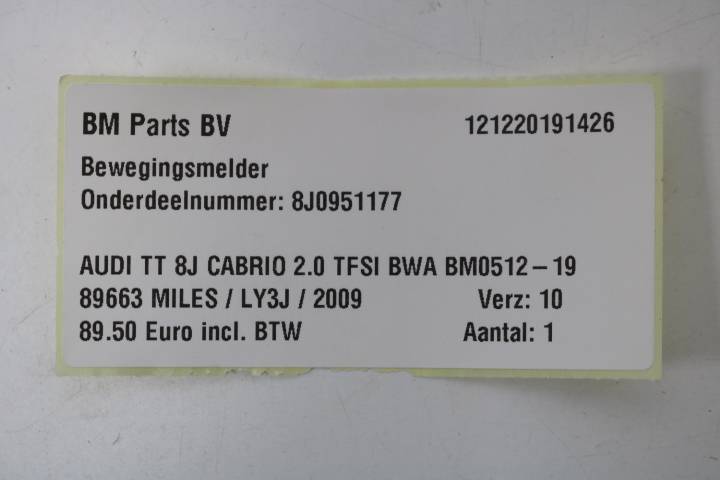 BM Parts BV 121220191426
Bewegingsmelder
Onderdeelnummer: 8J0951177
AUDI TT 8J CABRIO 2.0 TFSI BWA BM0512 – 19
89663 MILES / LY3J / 2009 Verz: 10
89.50 Euro incl. BTW Aantal: 1